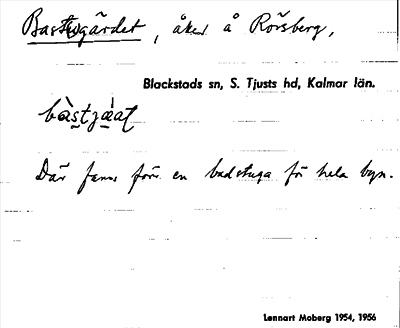 Bastugärdet, åker å Rörsberg,
Blackstads sn, S. Tjusts hd, Kalmar län.
Där fanns förr en badstuga för hela byn.
Lennart Moberg 1954, 1956